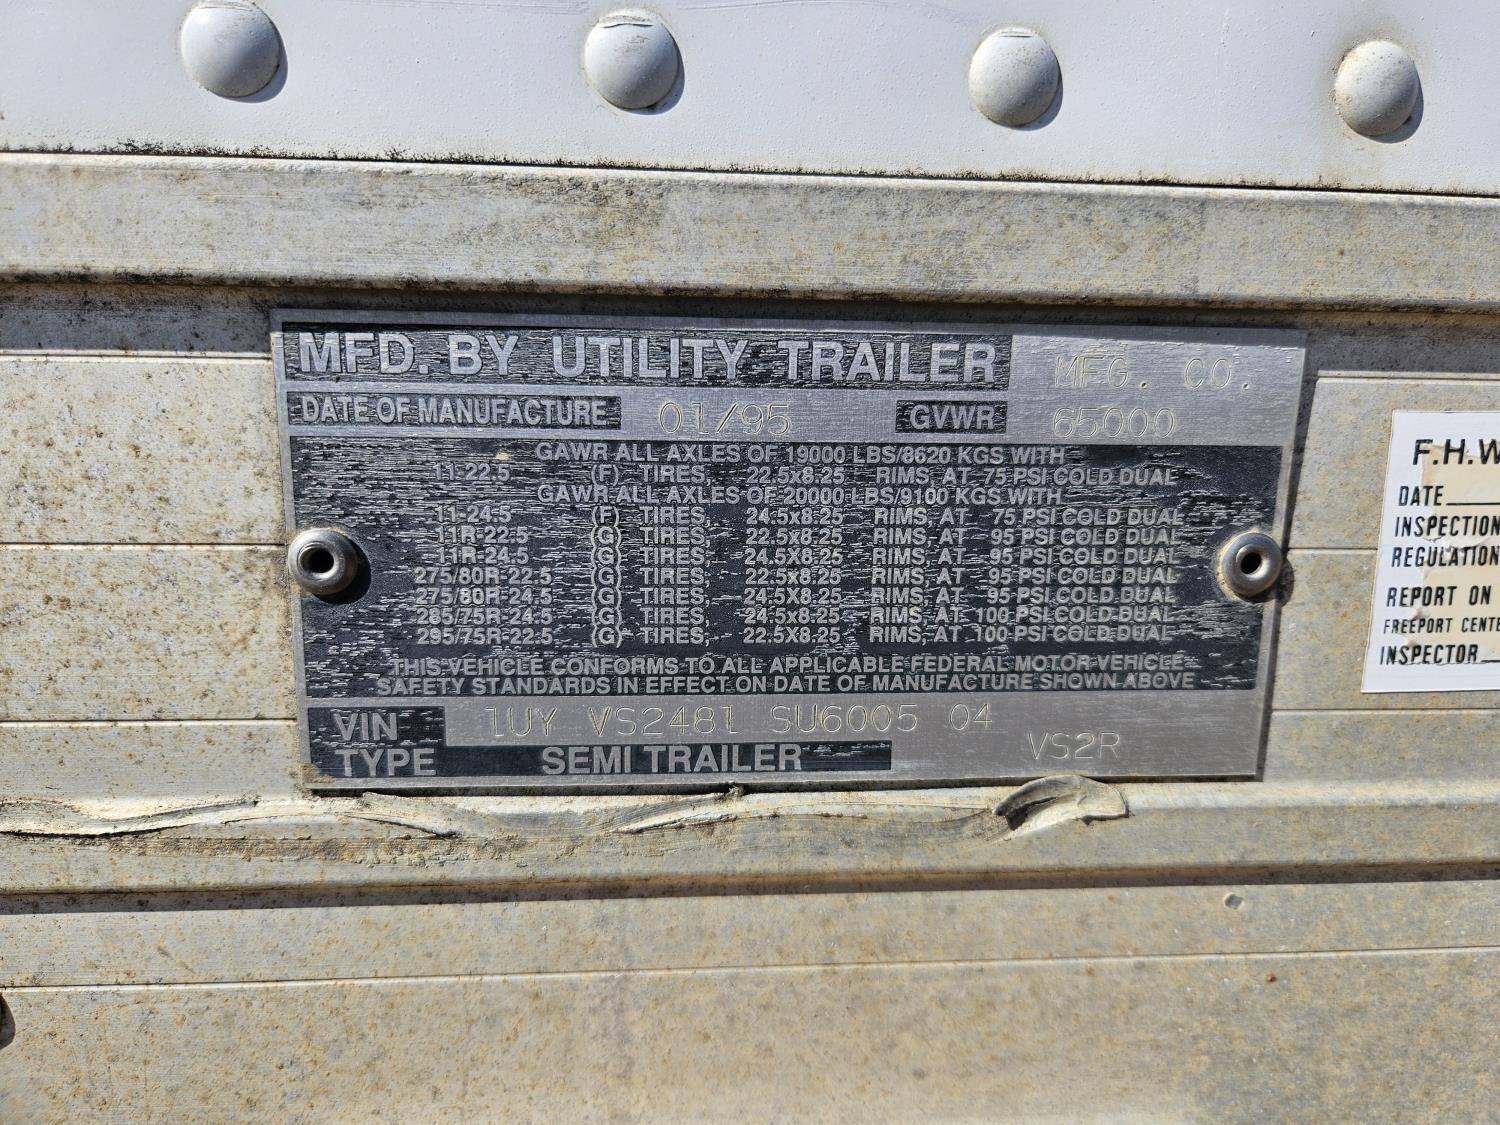 MFD. BY UTILITY TRAILER MFG. CO.
DATE OF MANUFACTURE 01/95 GVWR 65000
GAWR ALL AXLES OF 19000 LBS/8620 KGS WITH
11-22.5 (F) TIRES, 22.5x8.25 RIMS, AT 75 PSI COLD DUAL
GAWR ALL AXLES OF 20000 LBS/9100 KGS WITH
11-24.5 (F) TIRES, 24.5x8.25 RIMS, AT 75 PSI COLD DUAL
11R-22.5 (G) TIRES, 22.5x8.25 RIMS, AT 95 PSI COLD DUAL
11R-24.5 (G) TIRES, 24.5X8.25 RIMS, AT 95 PSI COLD DUAL
275/80R-22.5 (G) TIRES, 22.5x8.25 RIMS, AT 95 PSI COLD DUAL
275/80R-24.5 (G) TIRES, 24.5X8.25 RIMS, AT 95 PSI COLD DUAL
285/75R-24.5 (G) TIRES, 24.5x8.25 RIMS, AT 100 PSI COLD DUAL
295/75R-22.5 (G) TIRES, 22.5X8.25 RIMS, AT 100 PSI COLD DUAL
THIS VEHICLE CONFORMS TO ALL APPLICABLE FEDERAL MOTOR VEHICLE
SAFETY STANDARDS IN EFFECT ON DATE OF MANUFACTURE SHOWN ABOVE
VIN 1UY VS2481 SU6005 04
TYPE SEMI TRAILER VS2R
F.H.W
DATE
INSPECTION
REGULATION
REPORT ON
FREEPORT CENTE
INSPECTOR